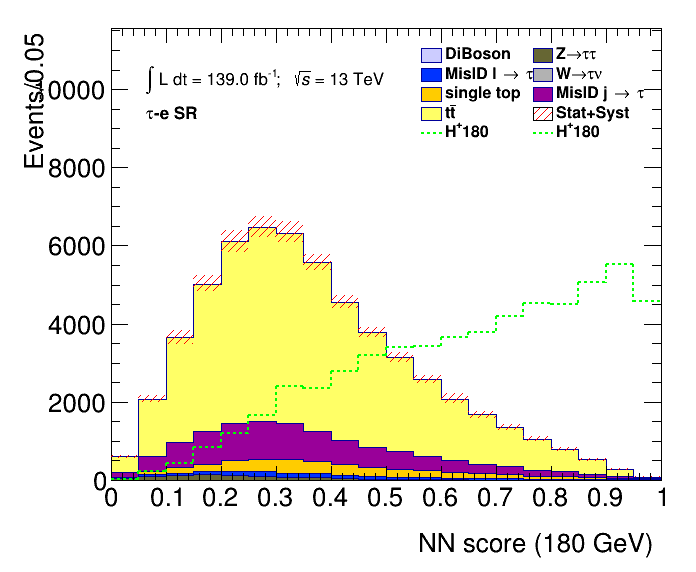 Events/0.05
0000
8000
6000
4000
2000
0
∫ L dt = 139.0 fb⁻¹; √s = 13 TeV
τ-e SR
DiBoson Z→ττ
MisID l → τ W→τν
single top MisID j → τ
tt̄ Stat+Syst
H⁺180 H⁺180
0 0.1 0.2 0.3 0.4 0.5 0.6 0.7 0.8 0.9 1
NN score (180 GeV)